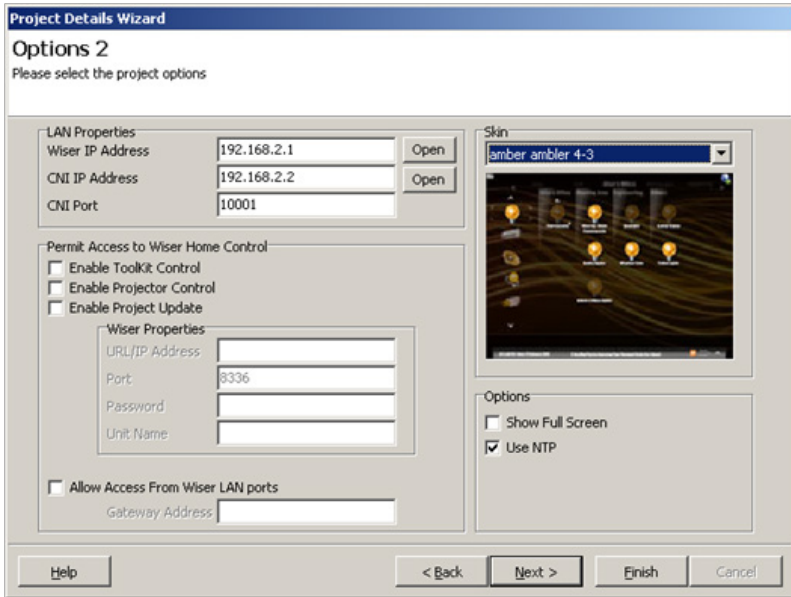 Project Details Wizard
Options 2
Please select the project options
LAN Properties
Wiser IP Address 192.168.2.1 Open
CNI IP Address 192.168.2.2 Open
CNI Port 10001
Permit Access to Wiser Home Control
Enable ToolKit Control
Enable Projector Control
Enable Project Update
Wiser Properties
URL/IP Address
Port 8336
Password
Unit Name
Allow Access From Wiser LAN ports
Gateway Address
Skin
amber ambler 4-3
Options
Show Full Screen
Use NTP
Help < Back Next > Finish Cancel